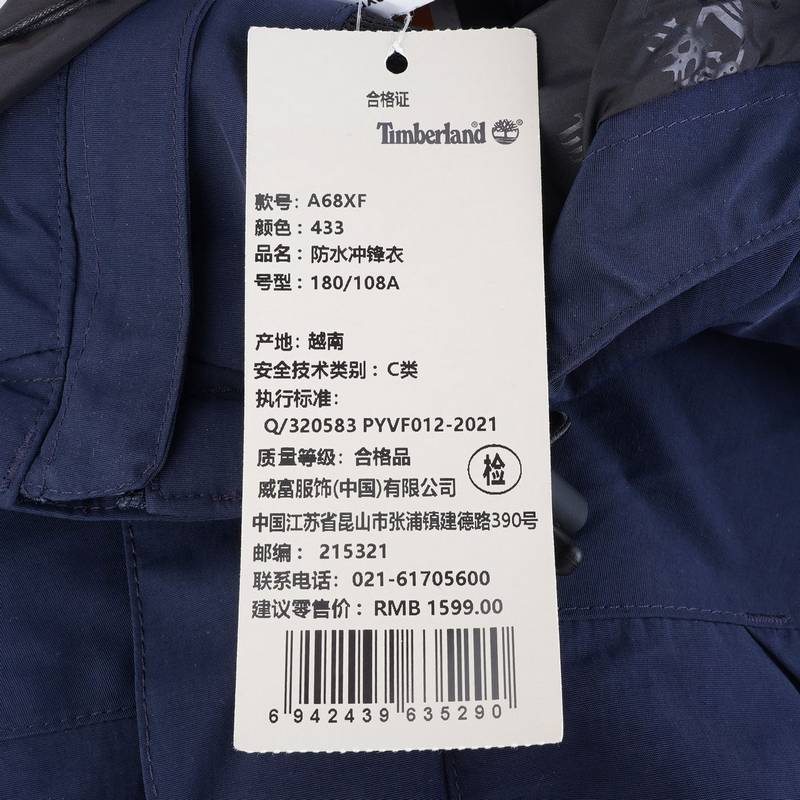 合格证
Timberland
款号: A68XF
颜色: 433
品名: 防水冲锋衣
号型: 180/108A
产地: 越南
安全技术类别: C类
执行标准:
Q/320583 PYVF012-2021
质量等级: 合格品
检
威富服饰(中国)有限公司
中国江苏省昆山市张浦镇建德路390号
邮编: 215321
联系电话: 021-61705600
建议零售价: RMB 1599.00
6 942439 635290